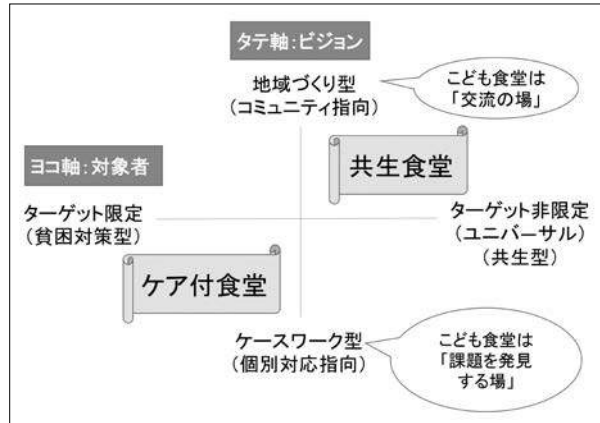 タテ軸:ビジョン
地域づくり型
(コミュニティ指向)
こども食堂は
「交流の場」
共生食堂
ヨコ軸:対象者
ターゲット限定
(貧困対策型)
ターゲット非限定
(ユニバーサル)
(共生型)
ケア付食堂
ケースワーク型
(個別対応指向)
こども食堂は
「課題を発見
する場」